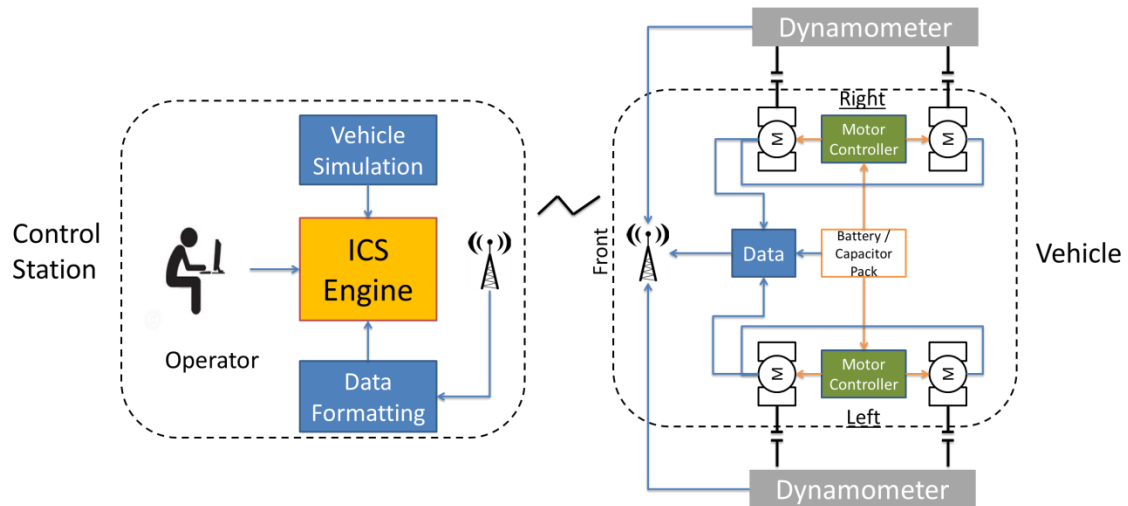 Control
Station
Vehicle
Simulation
ICS
Engine
Operator
Data
Formatting
Dynamometer
Right
M
Motor
Controller
M
Front
Data
Battery /
Capacitor
Pack
Vehicle
M
Motor
Controller
M
Left
Dynamometer